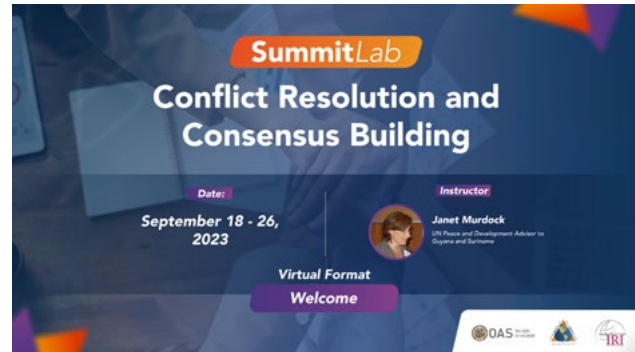 SummitLab
Conflict Resolution and
Consensus Building
Date:
September 18 - 26,
2023
Instructor
Janet Murdock
UN Peace and Development Advisor to
Guyana and Suriname
Virtual Format
Welcome
OAS
IRI